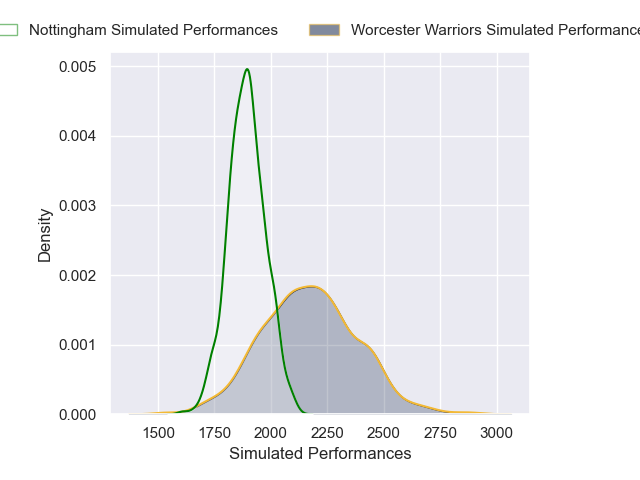 Nottingham Simulated Performances
Worcester Warriors Simulated Performance
0.005
0.004
0.003
0.002
0.001
0.000
Density
1500 1750 2000 2250 2500 2750 3000
Simulated Performances